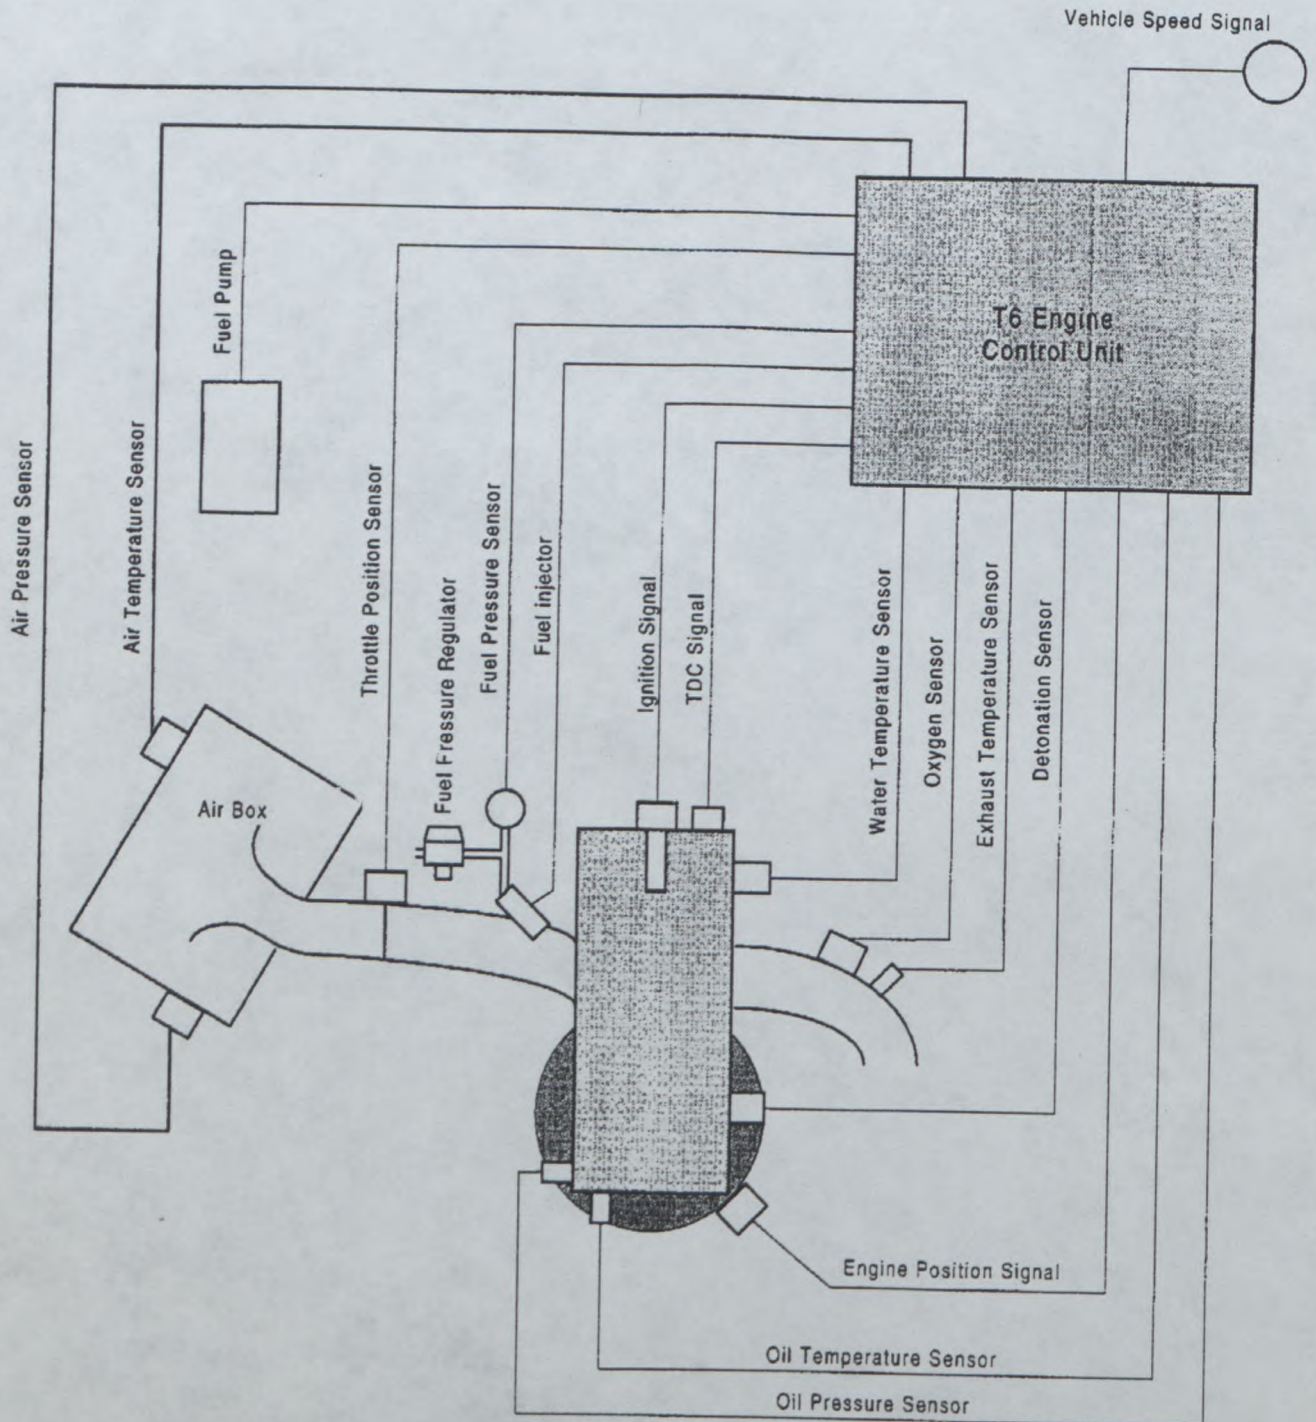 Vehicle Speed Signal
T6 Engine
Control Unit
Fuel Pump
Air Pressure Sensor
Air Temperature Sensor
Throttle Position Sensor
Fuel Fressure Regulator
Fuel Pressure Sensor
Fuel injector
Ignition Signal
TDC Signal
Water Temperature Sensor
Oxygen Sensor
Exhaust Temperature Sensor
Detonation Sensor
Air Box
Engine Position Signal
Oil Temperature Sensor
Oil Pressure Sensor